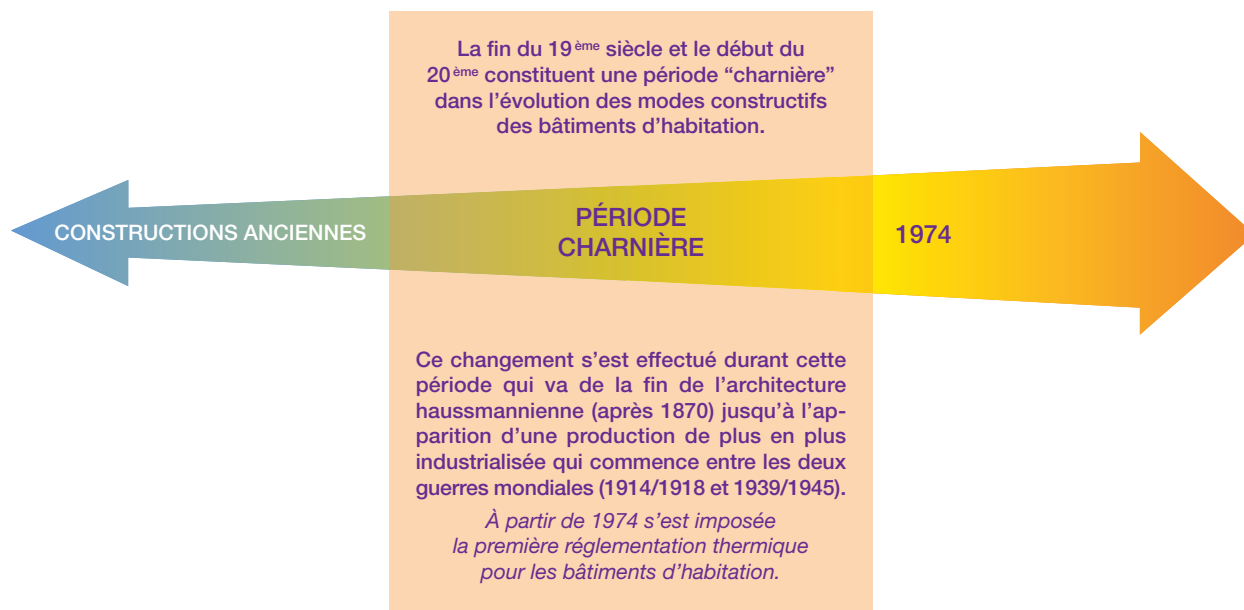 La fin du 19ème siècle et le début du
20ème constituent une période “charnière”
dans l’évolution des modes constructifs
des bâtiments d’habitation.
CONSTRUCTIONS ANCIENNES
PÉRIODE
CHARNIÈRE
1974
Ce changement s’est effectué durant cette
période qui va de la fin de l’architecture
haussmannienne (après 1870) jusqu’à l’ap-
parition d’une production de plus en plus
industrialisée qui commence entre les deux
guerres mondiales (1914/1918 et 1939/1945).
À partir de 1974 s’est imposée
la première réglementation thermique
pour les bâtiments d’habitation.